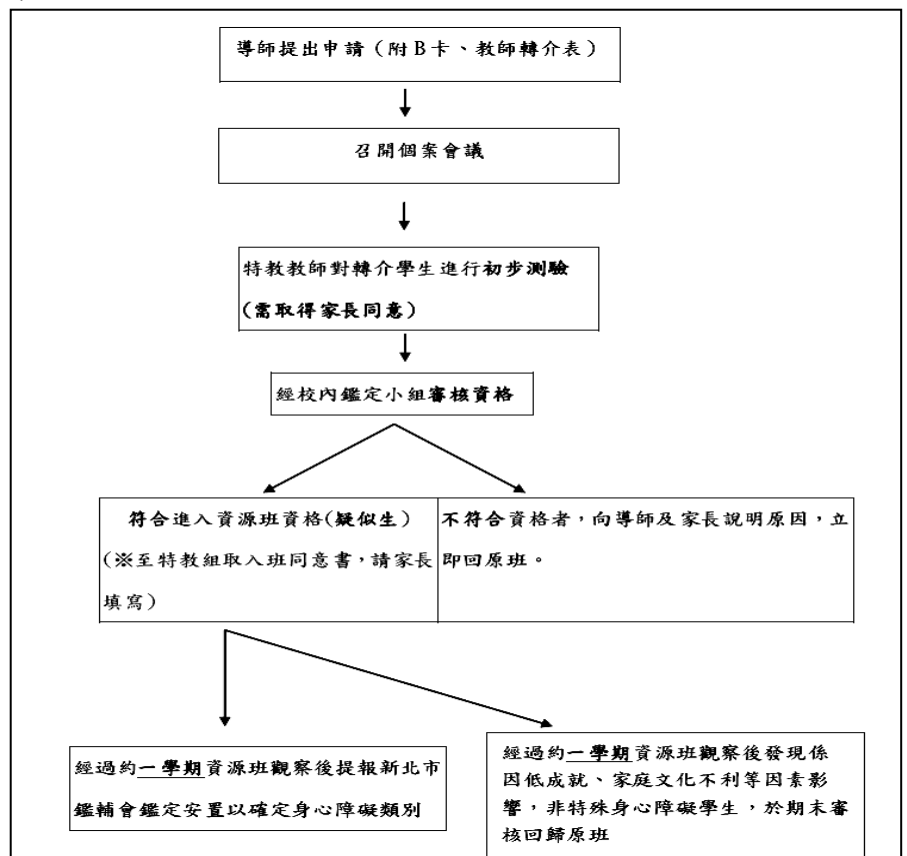 導師提出申請（附B卡、教師轉介表）
召開個案會議
特教教師對轉介學生進行初步測驗
(需取得家長同意)
經校內鑑定小組審核資格
符合進入資源班資格(疑似生)
(※至特教組取入班同意書，請家長
填寫)
不符合資格者，向導師及家長說明原因，立
即回原班。
經過約一學期資源班觀察後提報新北市
鑑輔會鑑定安置以確定身心障礙類別
經過約一學期資源班觀察後發現係
因低成就、家庭文化不利等因素影
響，非特殊身心障礙學生，於期末審
核回歸原班